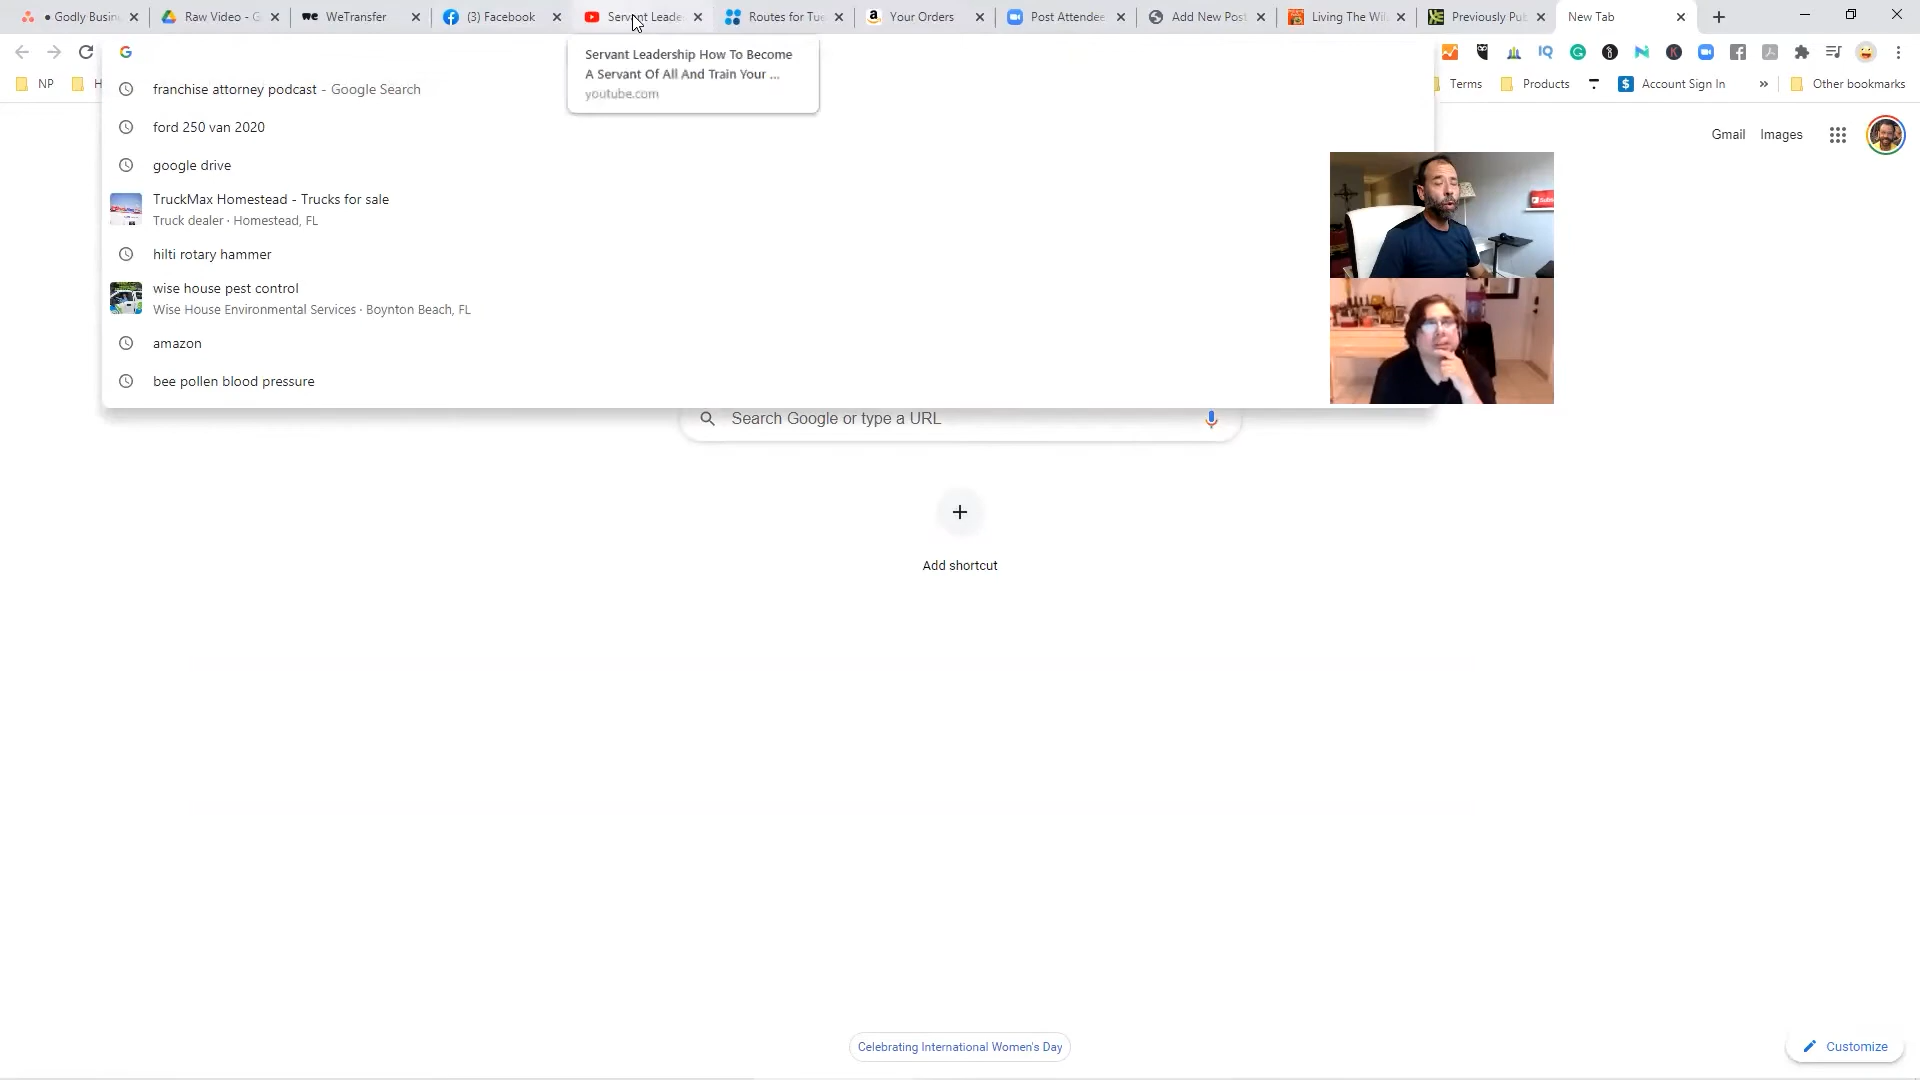 • Godly Busin
Raw Video - G
WeTransfer
(3) Facebook
Servant Leade
Routes for Tue
Your Orders
Post Attendee
Add New Post
Living The Wil
Previously Pub
New Tab
NP
H
franchise attorney podcast - Google Search
ford 250 van 2020
google drive
TruckMax Homestead - Trucks for sale
Truck dealer · Homestead, FL
hilti rotary hammer
wise house pest control
Wise House Environmental Services · Boynton Beach, FL
amazon
bee pollen blood pressure
Servant Leadership How To Become
A Servant Of All And Train Your ...
youtube.com
Terms
Products
Account Sign In
»
Other bookmarks
Gmail
Images
Search Google or type a URL
Add shortcut
Celebrating International Women's Day
Customize